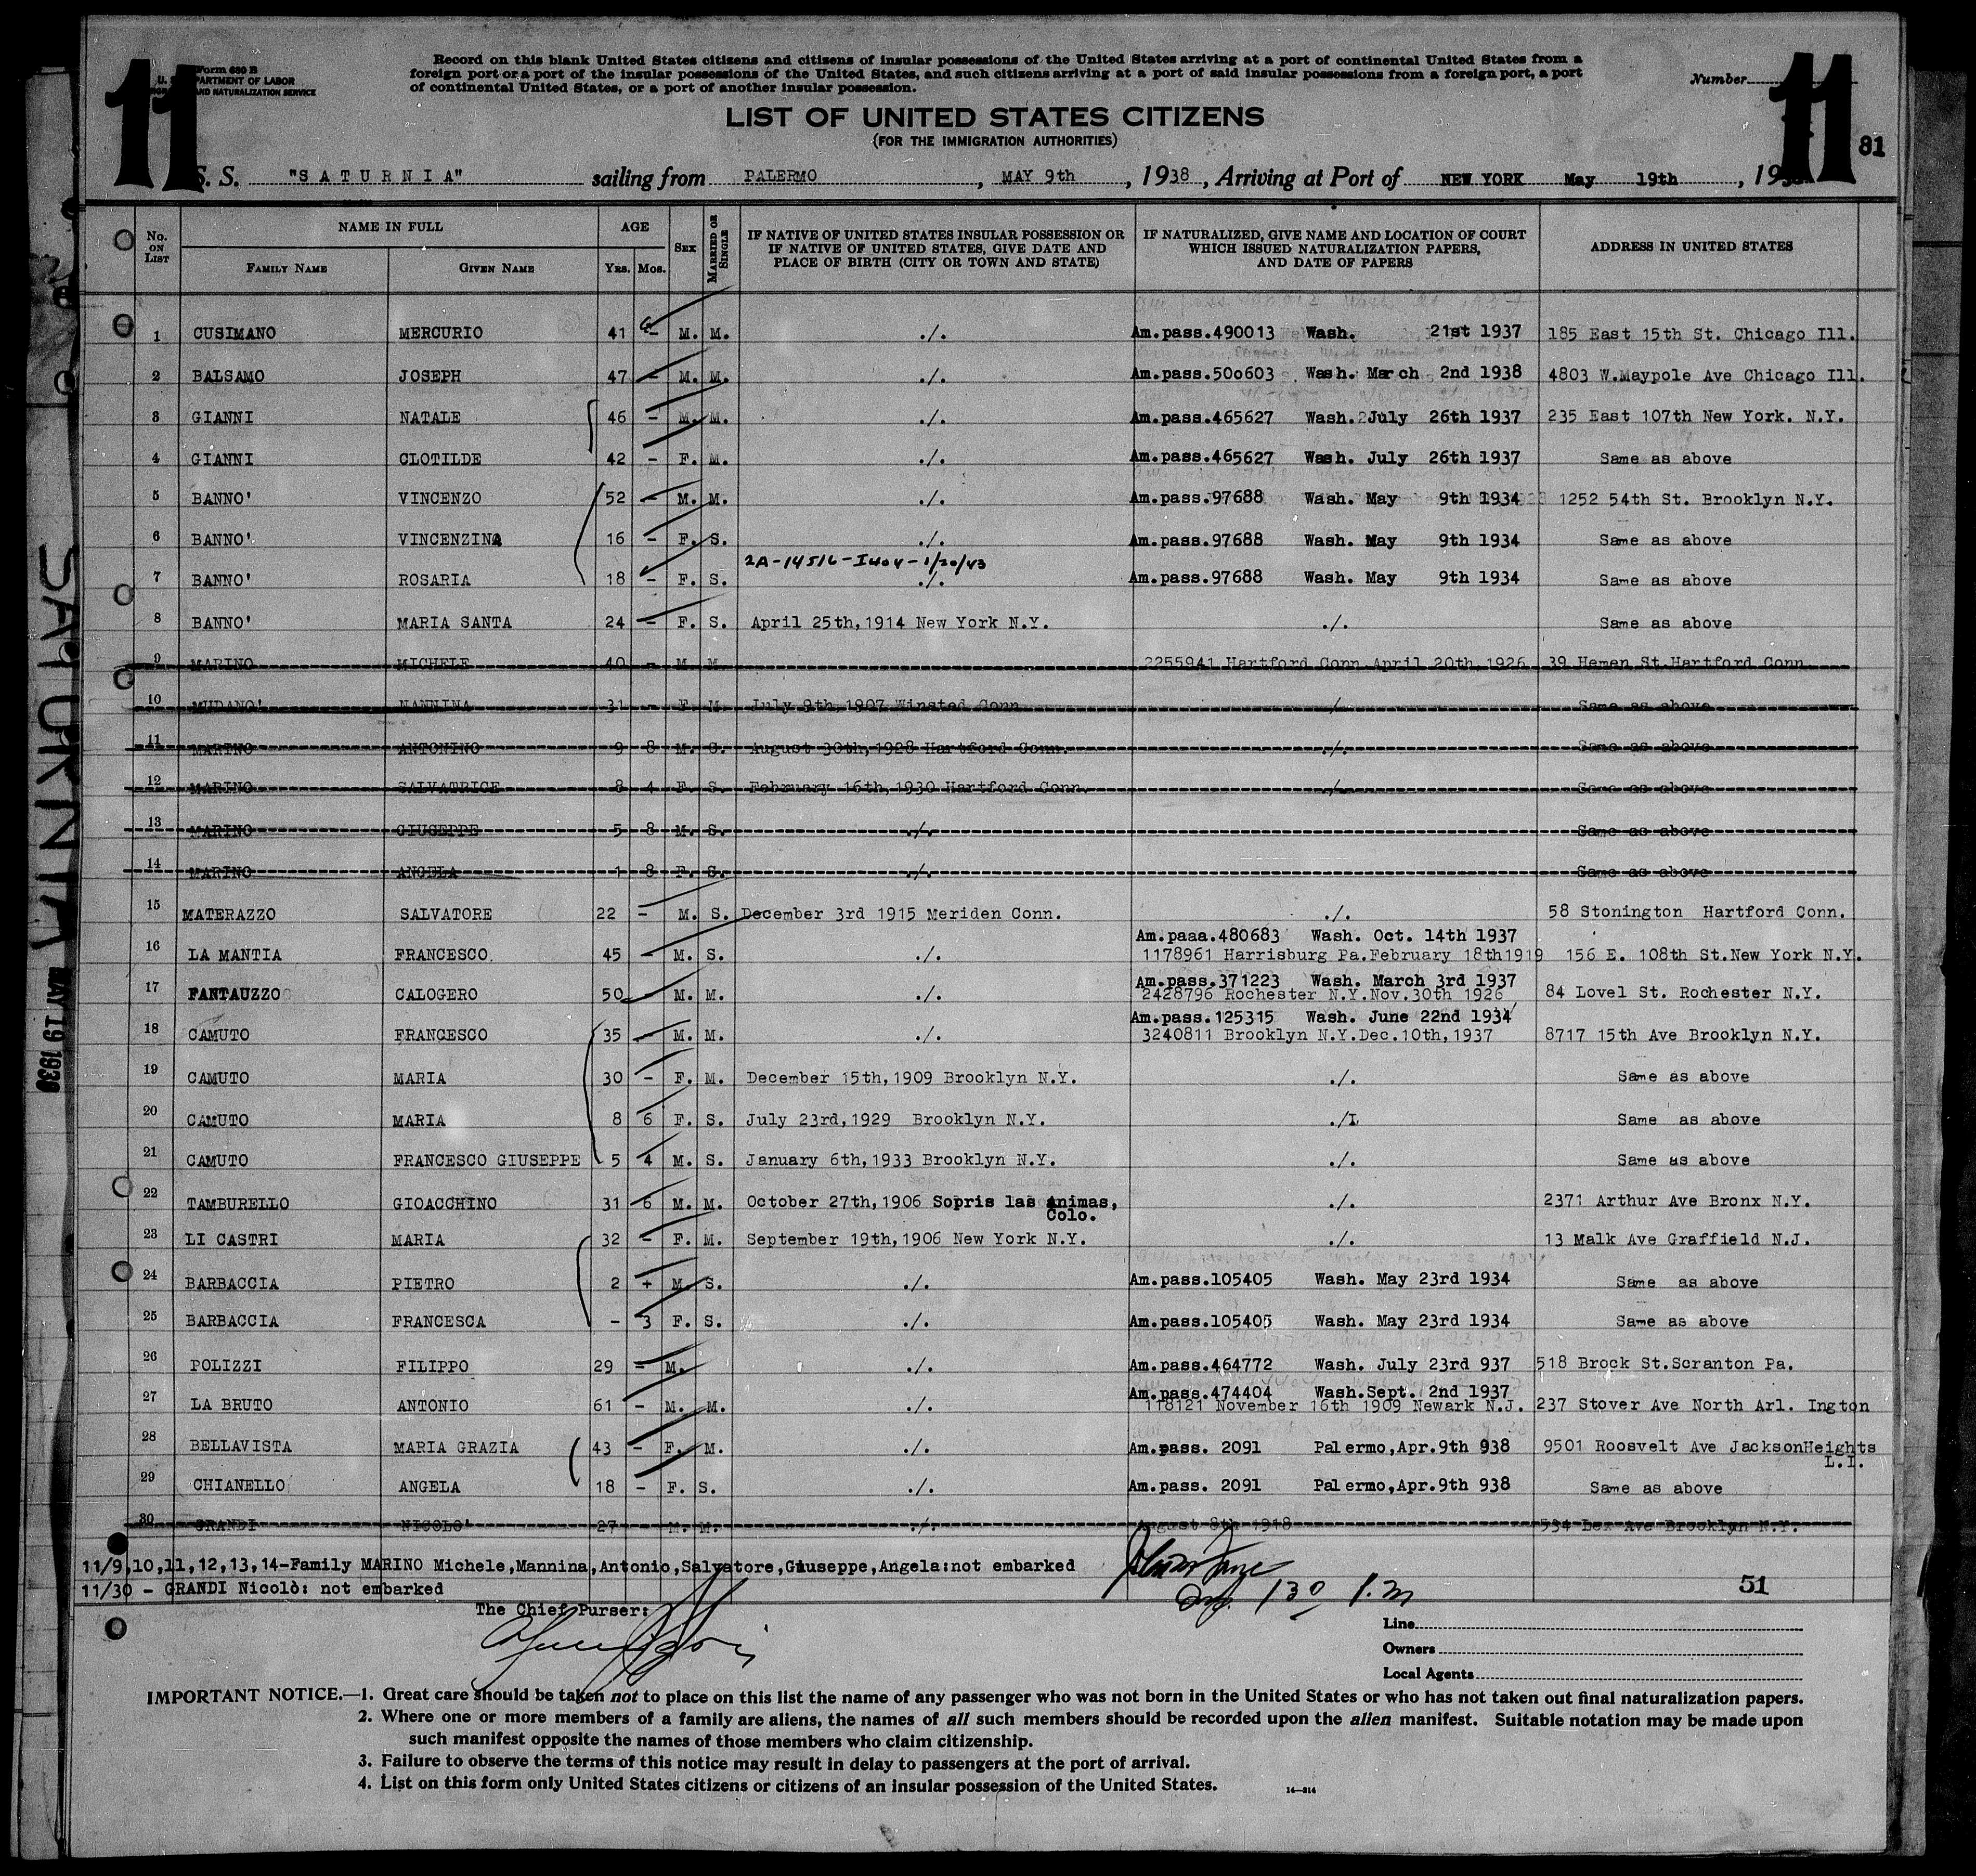 11
Form 630 B
U. S. DEPARTMENT OF LABOR
AND NATURALIZATION SERVICE
Record on this blank United States citizens and citizens of insular possessions of the United States arriving at a port of continental United States from a
foreign port or a port of the insular possessions of the United States, and such citizens arriving at a port of said insular possessions from a foreign port, a port
of continental United States, or a port of another insular possession.
Number
11
81
LIST OF UNITED STATES CITIZENS
(FOR THE IMMIGRATION AUTHORITIES)
S. S. "SATURNIA" sailing from PALERMO, MAY 9th, 1938, Arriving at Port of NEW YORK May 19th, 19
No. ON LIST NAME IN FULL AGE SEX MARRIED OR SINGLE IF NATIVE OF UNITED STATES INSULAR POSSESSION OR IF NATIVE OF UNITED STATES, GIVE DATE AND PLACE OF BIRTH (CITY OR TOWN AND STATE) IF NATURALIZED, GIVE NAME AND LOCATION OF COURT WHICH ISSUED NATURALIZATION PAPERS, AND DATE OF PAPERS ADDRESS IN UNITED STATES
FAMILY NAME GIVEN NAME YRS. MOS.
1 CUSIMANO MERCURIO 41 - M. M. ./. Am.pass.490013 Wash. 21st 1937 185 East 15th St. Chicago Ill.
2 BALSAMO JOSEPH 47 - M. M. ./. Am.pass.500603 Wash. March 2nd 1938 4803 W.Maypole Ave Chicago Ill.
3 GIANNI NATALE 46 - M. M. ./. Am.pass.465627 Wash. July 26th 1937 235 East 107th New York. N.Y.
4 GIANNI CLOTILDE 42 - F. M. ./. Am.pass.465627 Wash. July 26th 1937 Same as above
5 BANNO' VINCENZO 52 - M. M. ./. Am.pass.97688 Wash. May 9th 1934 1252 54th St. Brooklyn N.Y.
6 BANNO' VINCENZINA 16 - F. S. ./. Am.pass.97688 Wash. May 9th 1934 Same as above
2A-14516-I404-1/20/43
7 BANNO' ROSARIA 18 - F. S. ./. Am.pass.97688 Wash. May 9th 1934 Same as above
8 BANNO' MARIA SANTA 24 - F. S. April 25th,1914 New York N.Y. ./. Same as above
9 MARINO MICHELE 40 - M M 2255941 Hartford Conn April 20th,1926 39 Hemen St.Hartford Conn
10 MUDANO' NANNINA 31 - F. M. July 9th,1907 Winsted Conn ./. Same as above
11 MARINO ANTONINO 9 8 M. S. August 30th,1928 Hartford Conn. ./. Same as above
12 MARINO SALVATRICE 8 4 F. S. February 16th,1930 Hartford Conn. ./. Same as above
13 MARINO GIUSEPPE 5 8 M. S. ./. Same as above
14 MARINO ANGELA 1 8 F. S. ./. Same as above
15 MATERAZZO SALVATORE 22 - M. S. December 3rd 1915 Meriden Conn. ./. 58 Stonington Hartford Conn.
Am.paaa.480683 Wash. Oct. 14th 1937
16 LA MANTIA FRANCESCO 45 - M. S. ./. 1178961 Harrisburg Pa.February 18th1919 156 E. 108th St.New York N.Y.
Am.pass.371223 Wash. March 3rd 1937
17 FANTAUZZO CALOGERO 50 - M. M. ./. 2428796 Rochester N.Y.Nov.30th 1926 84 Lovel St. Rochester N.Y.
Am.pass.125315 Wash. June 22nd 1934
18 CAMUTO FRANCESCO 35 - M. M. ./. 3240811 Brooklyn N.Y.Dec.10th,1937 8717 15th Ave Brooklyn N.Y.
19 CAMUTO MARIA 30 - F. M. December 15th,1909 Brooklyn N.Y. ./. Same as above
20 CAMUTO MARIA 8 6 F. S. July 23rd,1929 Brooklyn N.Y. ./L Same as above
21 CAMUTO FRANCESCO GIUSEPPE 5 4 M. S. January 6th,1933 Brooklyn N.Y. ./. Same as above
22 TAMBURELLO GIOACCHINO 31 6 M. M. October 27th,1906 Sopris las Animas, ./. 2371 Arthur Ave Bronx N.Y.
Colo.
23 LI CASTRI MARIA 32 - F. M. September 19th,1906 New York N.Y. ./. 13 Malk Ave Graffield N.J.
24 BARBACCIA PIETRO 2 + M. S. ./. Am.pass.105405 Wash. May 23rd 1934 Same as above
25 BARBACCIA FRANCESCA - 3 F. S. ./. Am.pass.105405 Wash. May 23rd 1934 Same as above
26 POLIZZI FILIPPO 29 - M. ./. Am.pass.464772 Wash. July 23rd 937 518 Brock St.Scranton Pa.
Am.pass.474404 Wash.Sept. 2nd 1937
27 LA BRUTO ANTONIO 61 - M. M. ./. 118121 November 16th 1909 Newark N.J. 237 Stover Ave North Arl. Ington
28 BELLAVISTA MARIA GRAZIA 43 - F. M. ./. Am.pass. 2091 Palermo,Apr.9th 938 9501 Roosvelt Ave JacksonHeights
L.I.
29 CHIANELLO ANGELA 18 - F. S. ./. Am.pass. 2091 Palermo,Apr.9th 938 Same as above
30 GRANDI NICOLO' 27 M. M. ./. August 8th 1918 534 Lex Ave Brooklyn N.Y.
11/9,10,11,12,13,14-Family MARINO Michele,Mannina,Antonio,Salvatore,Giuseppe,Angela:not embarked
11/30 - GRANDI Nicolò: not embarked
51
The Chief Purser:
Line
Owners
Local Agents
IMPORTANT NOTICE.—1. Great care should be taken not to place on this list the name of any passenger who was not born in the United States or who has not taken out final naturalization papers.
2. Where one or more members of a family are aliens, the names of all such members should be recorded upon the alien manifest. Suitable notation may be made upon
such manifest opposite the names of those members who claim citizenship.
3. Failure to observe the terms of this notice may result in delay to passengers at the port of arrival.
4. List on this form only United States citizens or citizens of an insular possession of the United States.
14—214
SATURNIA
MAY 19 1938